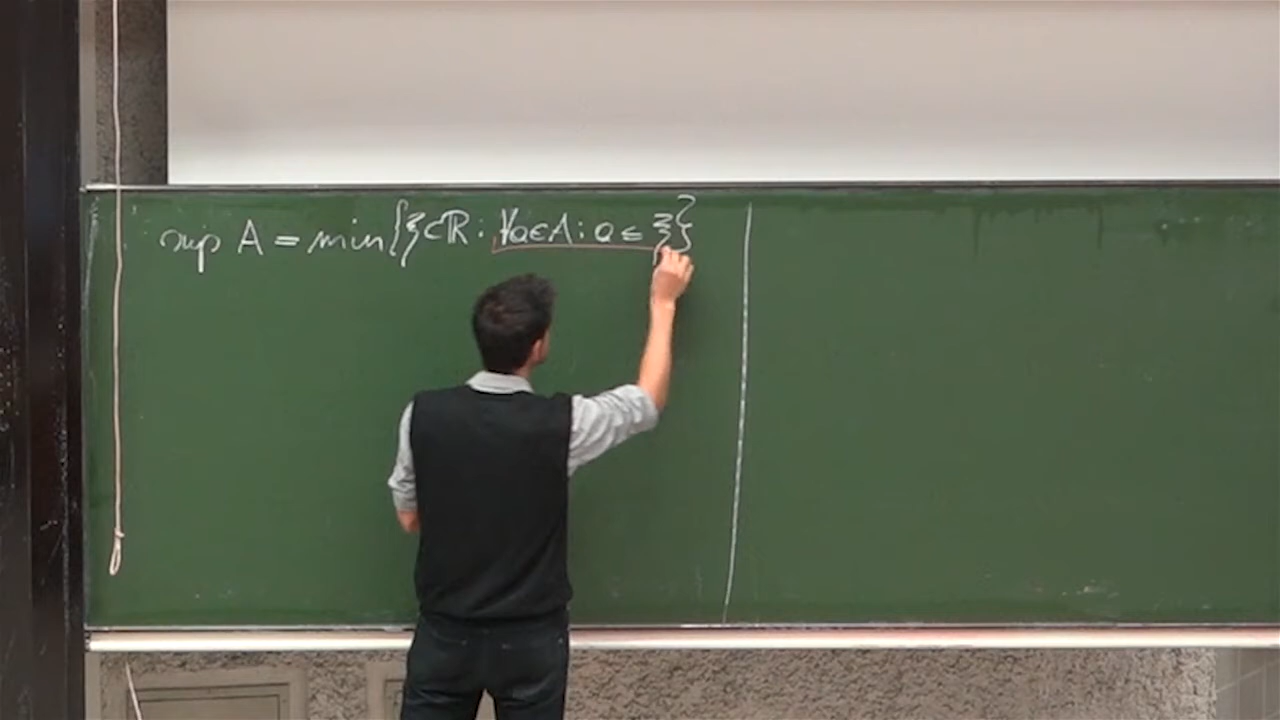 sup A = min{ξ∈ℝ : ∀a∈A : a ≤ ξ}